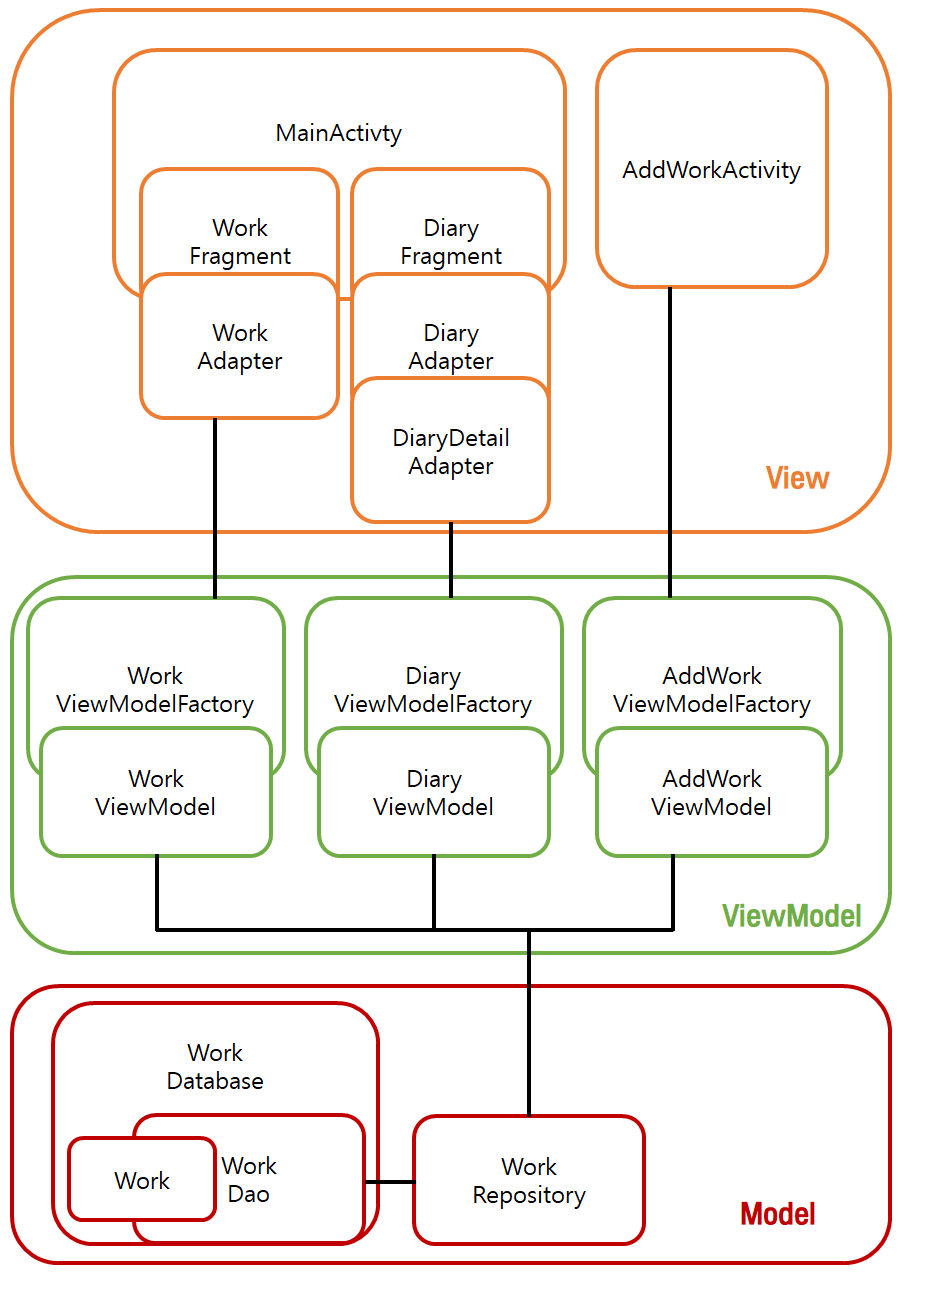 MainActivty
AddWorkActivity
Work
Fragment
Diary
Fragment
Work
Adapter
Diary
Adapter
DiaryDetail
Adapter
View
Work
ViewModelFactory
Diary
ViewModelFactory
AddWork
ViewModelFactory
Work
ViewModel
Diary
ViewModel
AddWork
ViewModel
ViewModel
Work
Database
Work
Work
Dao
Work
Repository
Model